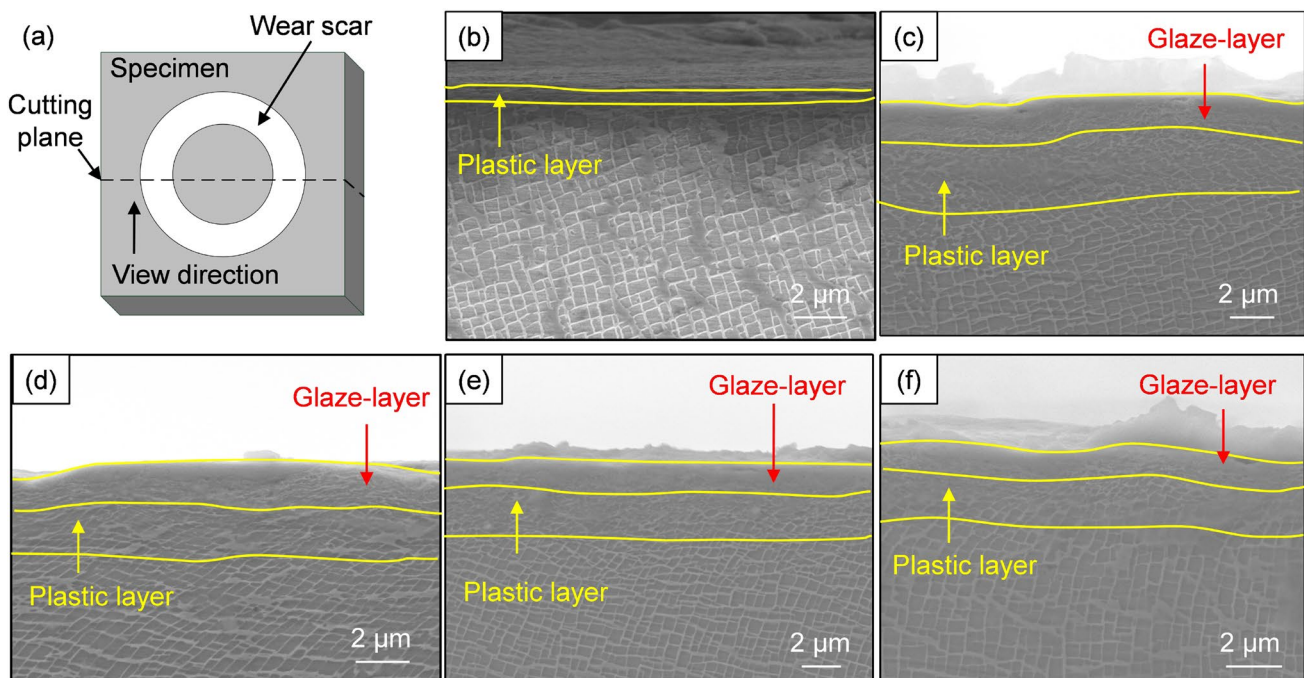 (a)
Wear scar
Specimen
Cutting
plane
View direction
(b)
Plastic layer
2 μm
(c)
Glaze-layer
Plastic layer
2 μm
(d)
Glaze-layer
Plastic layer
2 μm
(e)
Glaze-layer
Plastic layer
2 μm
(f)
Glaze-layer
Plastic layer
2 μm